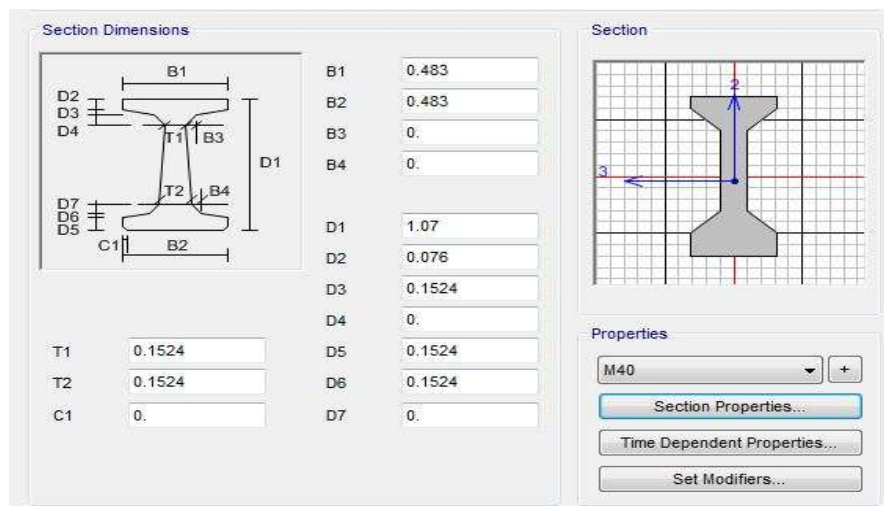 Section Dimensions
B1
D2
D3
D4
T1
B3
D1
T2
B4
D7
D6
D5
C1
B2
B1 0.483
B2 0.483
B3 0.
B4 0.
D1 1.07
D2 0.076
D3 0.1524
D4 0.
T1 0.1524
D5 0.1524
T2 0.1524
D6 0.1524
C1 0.
D7 0.
Section
2
3
Properties
M40
+
Section Properties...
Time Dependent Properties...
Set Modifiers...